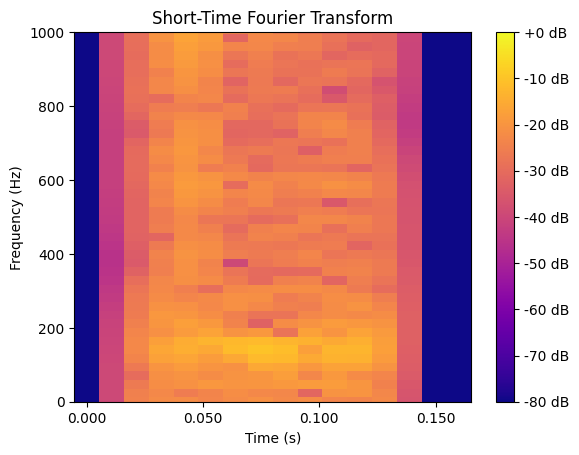 Short-Time Fourier Transform
1000
800
600
400
200
0
Frequency (Hz)
0.000
0.050
0.100
0.150
Time (s)
+0 dB
-10 dB
-20 dB
-30 dB
-40 dB
-50 dB
-60 dB
-70 dB
-80 dB